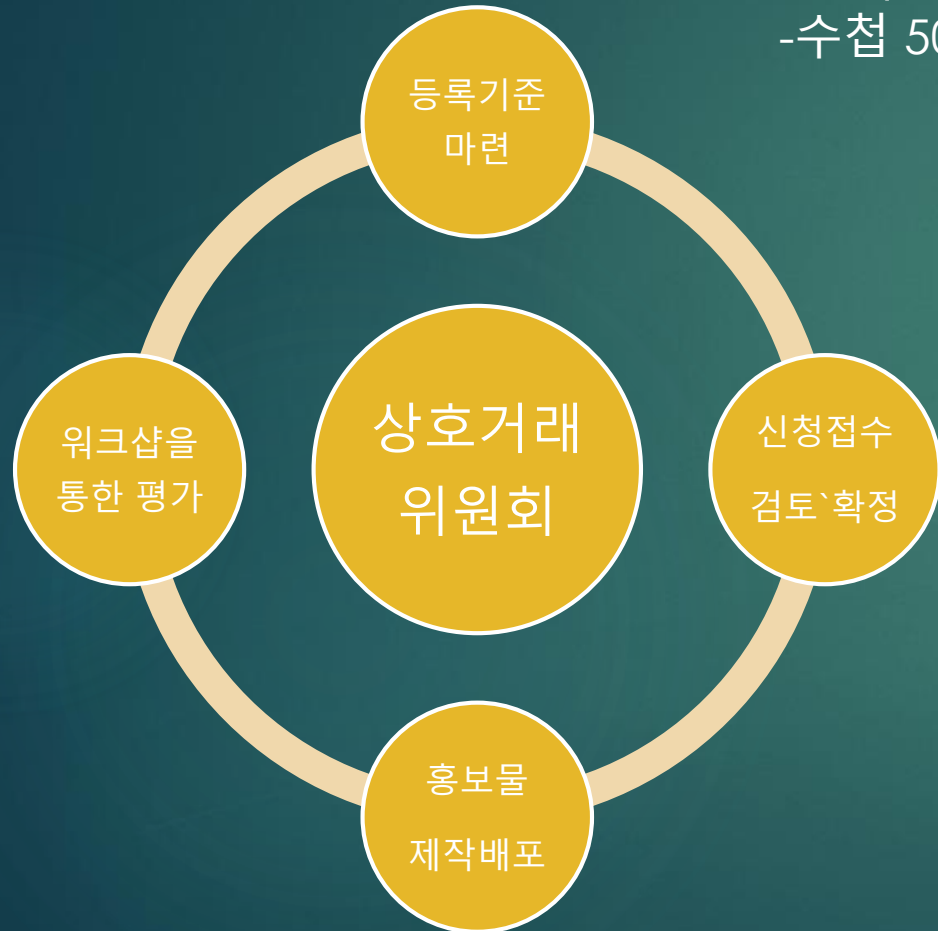 -수첩 50
등록기준
마련
워크샵을
통한 평가
상호거래
위원회
신청접수
검토`확정
홍보물
제작배포